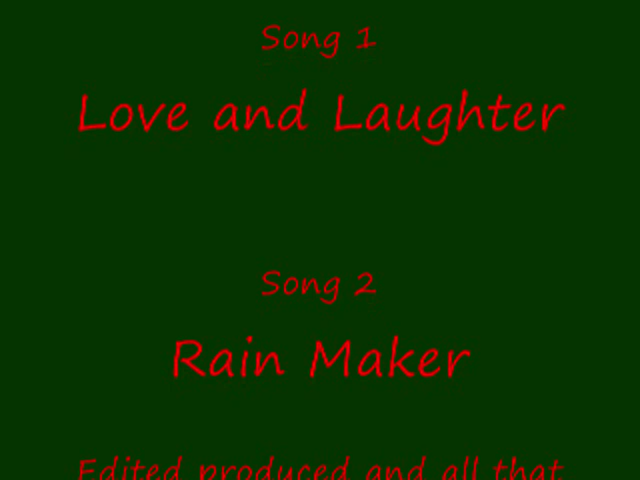 Song 1
Love and Laughter
Song 2
Rain Maker
Edited produced and all that